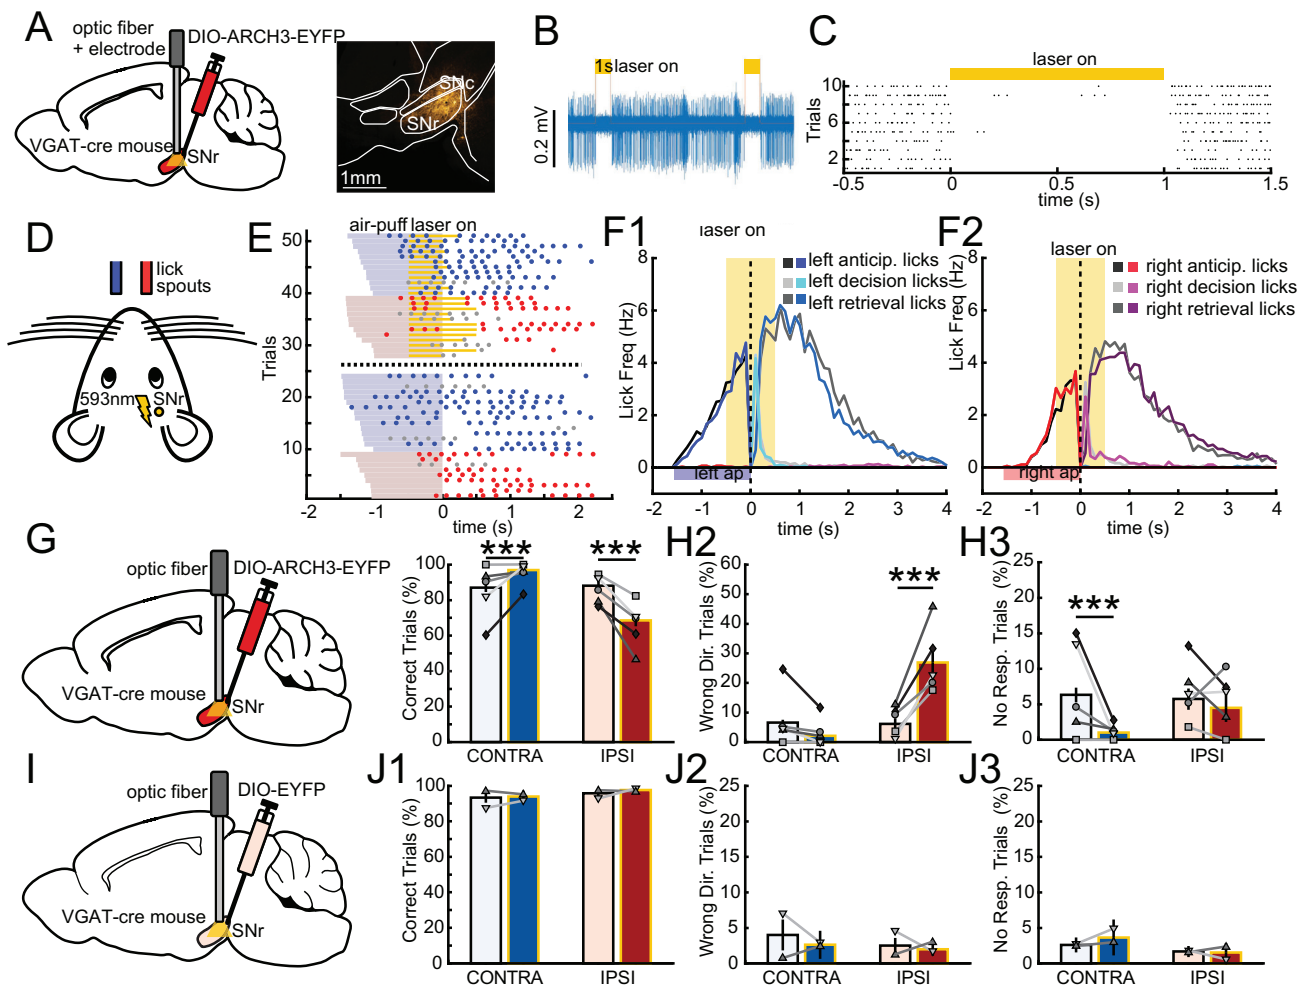 A
optic fiber
+ electrode
DIO-ARCH3-EYFP
VGAT-cre mouse
SNr
SNc
SNr
1mm
B
1s laser on
0.2 mV
C
laser on
Trials
10
6
2
-0.5
0
0.5
1
1.5
time (s)
D
lick
spouts
593nm
SNr
E
air-puff laser on
Trials
50
40
30
20
10
-2
-1
0
1
2
time (s)
F1
laser on
Lick Freq (Hz)
8
6
4
2
0
left anticip. licks
left decision licks
left retrieval licks
left ap
-2
-1
0
1
2
3
4
time (s)
F2
laser on
Lick Freq (Hz)
8
6
4
2
0
right anticip. licks
right decision licks
right retrieval licks
right ap
-2
-1
0
1
2
3
4
time (s)
G
optic fiber
DIO-ARCH3-EYFP
VGAT-cre mouse
SNr
Correct Trials (%)
100
80
60
40
20
0
***
***
CONTRA
IPSI
H2
Wrong Dir. Trials (%)
60
50
40
30
20
10
0
***
CONTRA
IPSI
H3
No Resp. Trials (%)
25
20
15
10
5
0
***
CONTRA
IPSI
I
optic fiber
DIO-EYFP
VGAT-cre mouse
SNr
J1
Correct Trials (%)
100
80
60
40
20
0
CONTRA
IPSI
J2
Wrong Dir. Trials (%)
25
20
15
10
5
0
CONTRA
IPSI
J3
No Resp. Trials (%)
25
20
15
10
5
0
CONTRA
IPSI